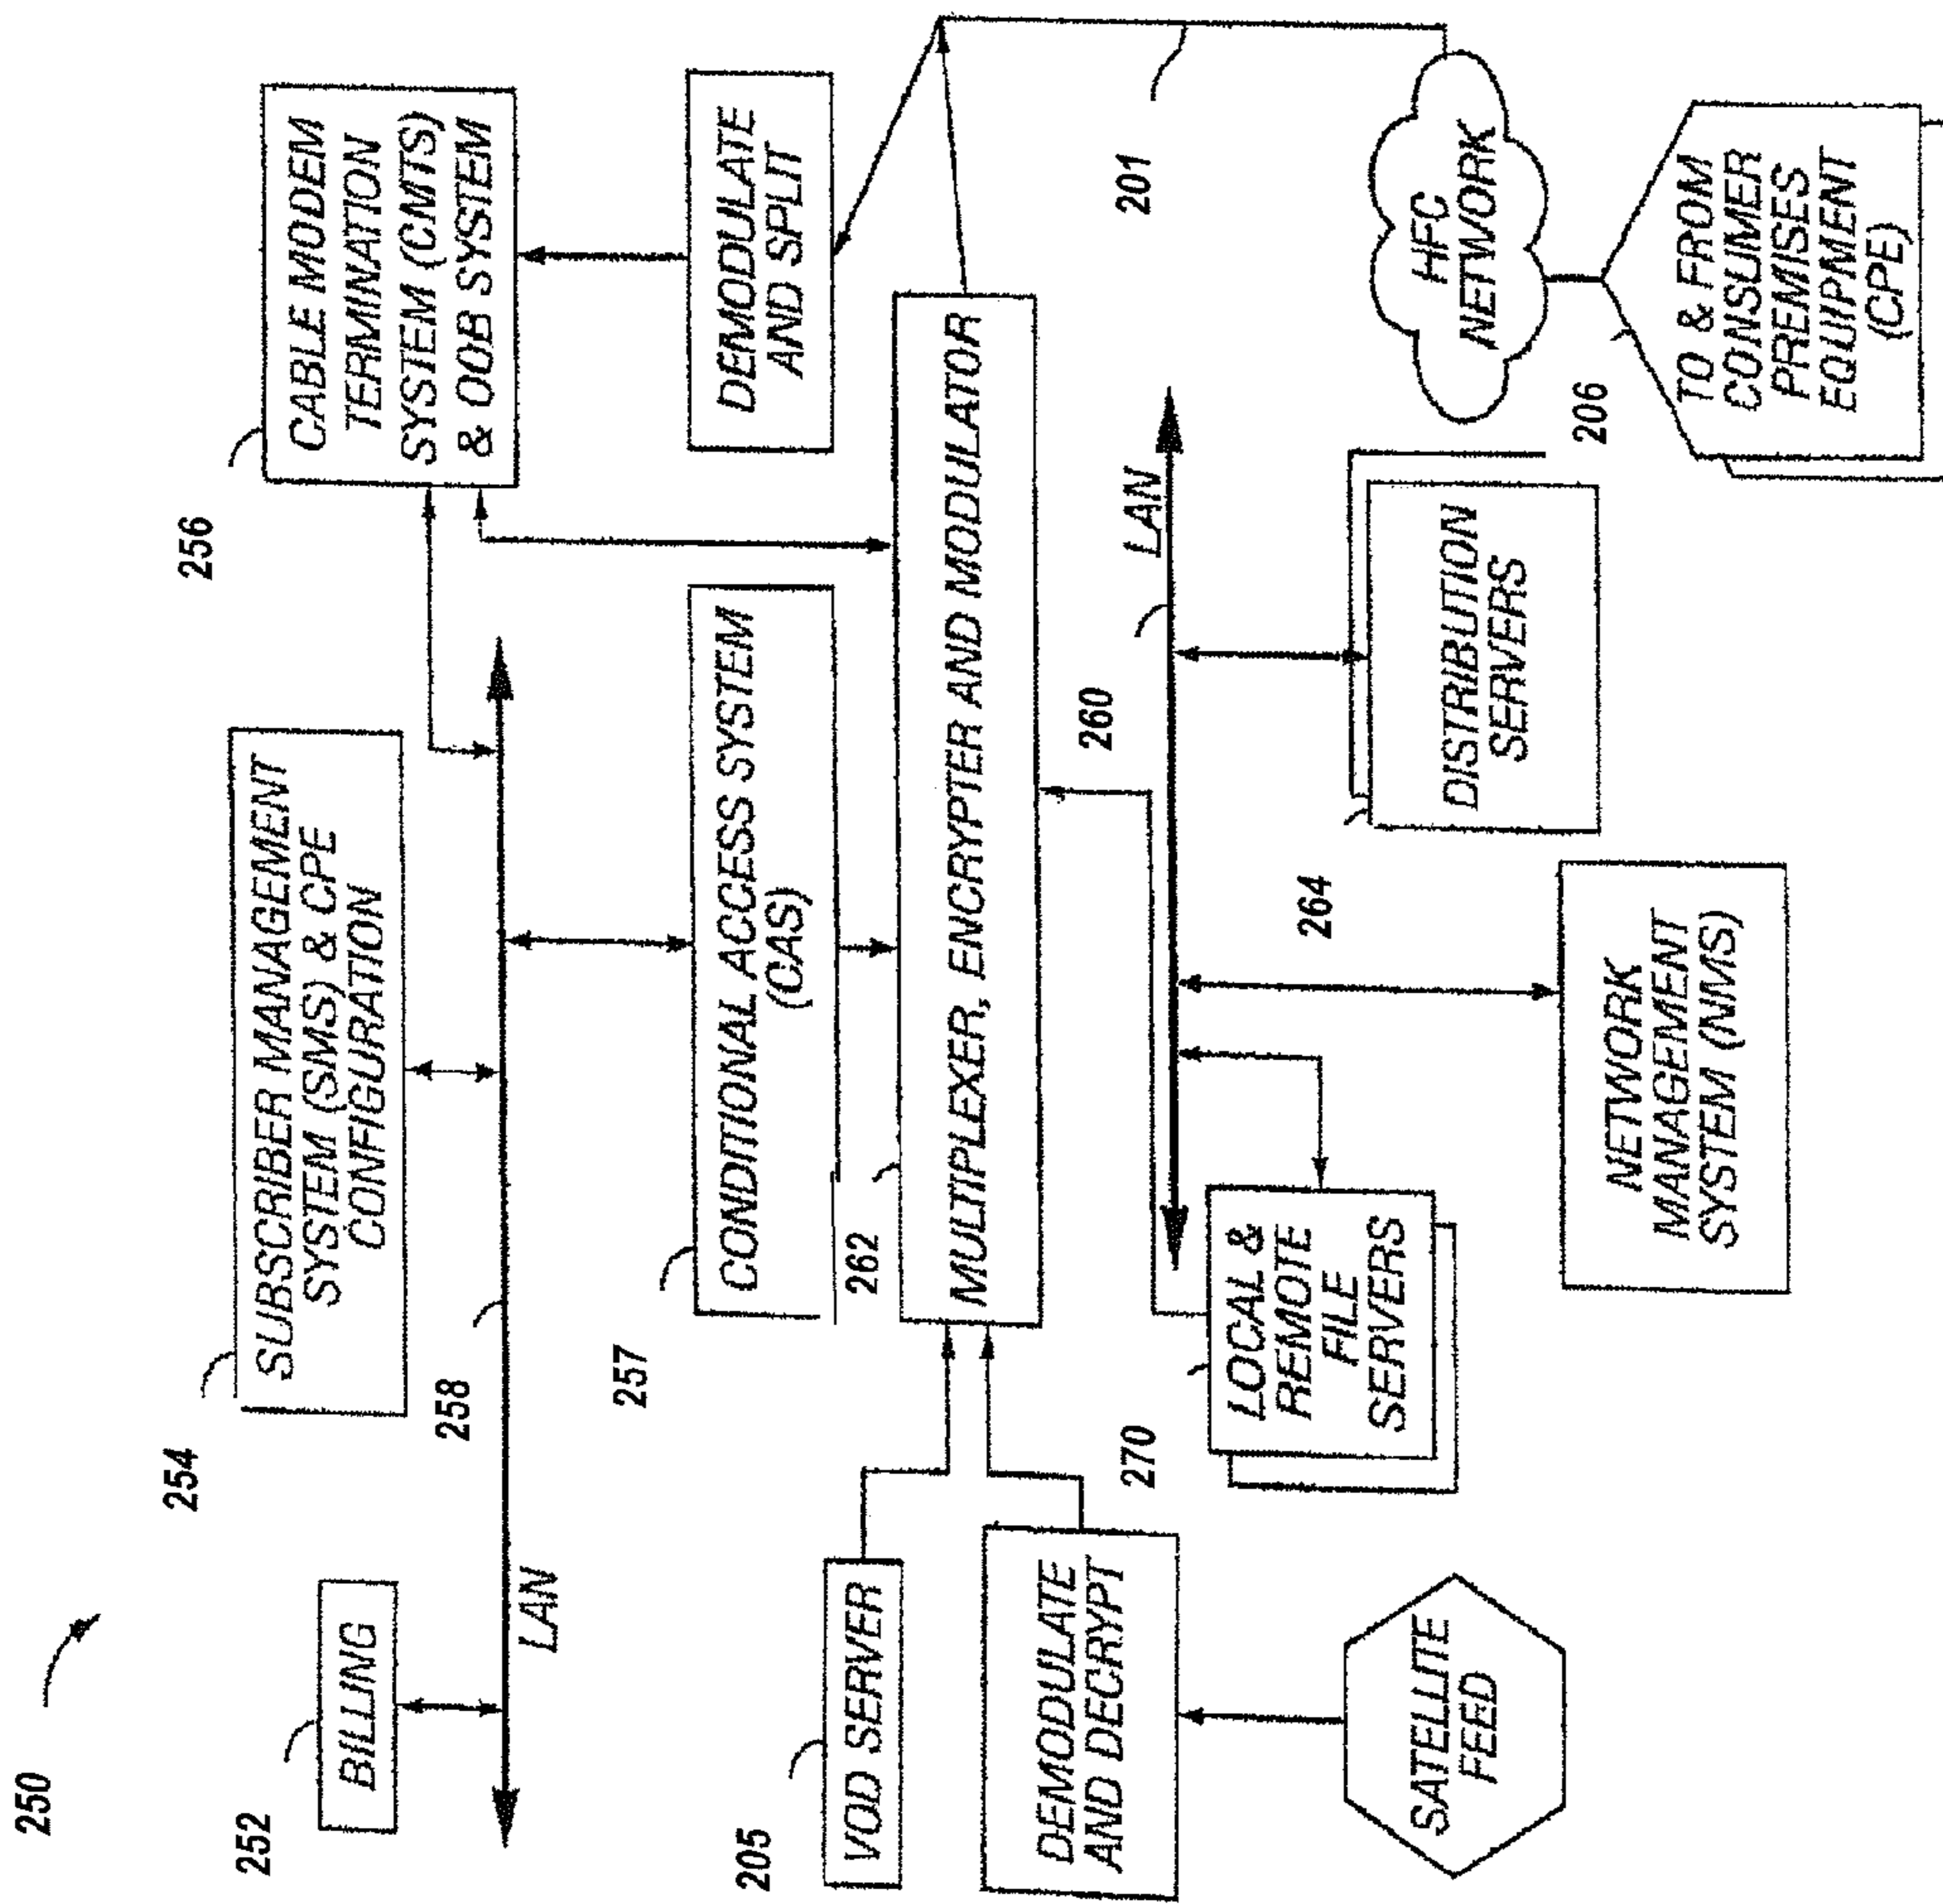 250
252
BILLING
254
SUBSCRIBER MANAGEMENT
SYSTEM (SMS) & CPE
CONFIGURATION
256
CABLE MODEM
TERMINATION
SYSTEM (CMTS)
& OOB SYSTEM
258
LAN
257
CONDITIONAL ACCESS SYSTEM
(CAS)
DEMODULATE
AND SPLIT
205
VOD SERVER
262
MULTIPLEXER, ENCRYPTER AND MODULATOR
DEMODULATE
AND DECRYPT
260
LAN
201
270
LOCAL &
REMOTE
FILE
SERVERS
264
DISTRIBUTION
SERVERS
HFC
NETWORK
SATELLITE
FEED
NETWORK
MANAGEMENT
SYSTEM (NMS)
206
TO & FROM
CONSUMER
PREMISES
EQUIPMENT
(CPE)